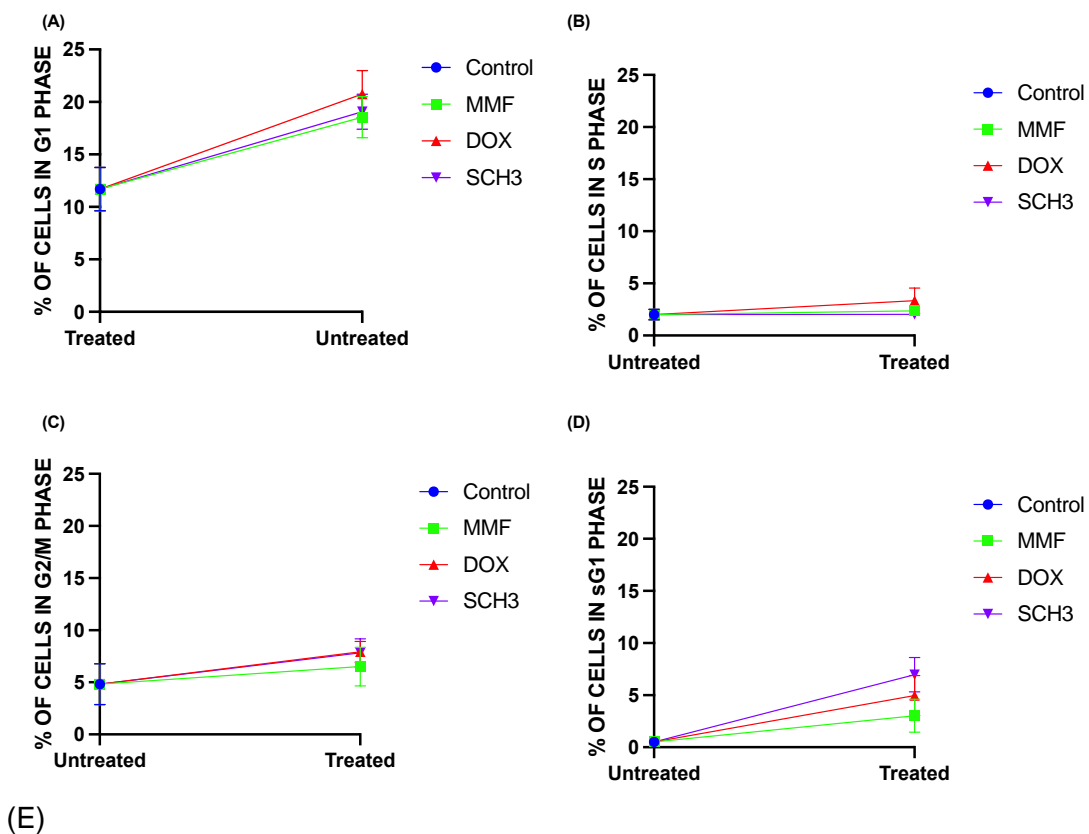 (A)
% OF CELLS IN G1 PHASE
25
20
15
10
5
0
Treated
Untreated
Control
MMF
DOX
SCH3
(B)
% OF CELLS IN S PHASE
25
20
15
10
5
0
Untreated
Treated
Control
MMF
DOX
SCH3
(C)
% OF CELLS IN G2/M PHASE
25
20
15
10
5
0
Untreated
Treated
Control
MMF
DOX
SCH3
(D)
% OF CELLS IN sG1 PHASE
25
20
15
10
5
0
Untreated
Treated
Control
MMF
DOX
SCH3
(E)